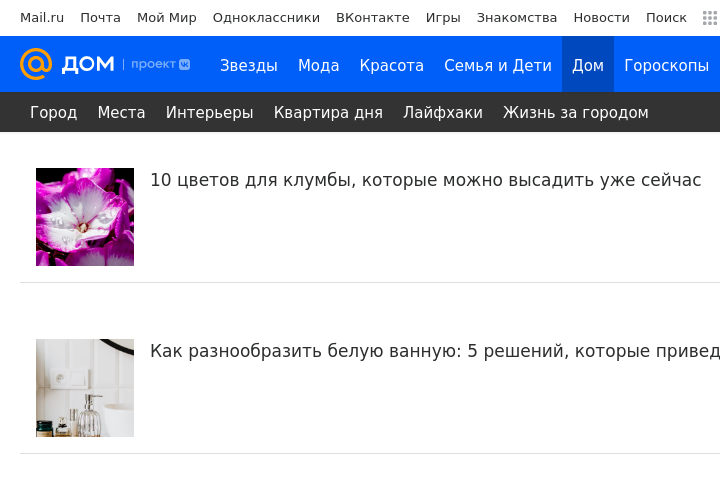 Mail.ru Почта Мой Мир Одноклассники ВКонтакте Игры Знакомства Новости Поиск
ДОМ | проект
Звезды Мода Красота Семья и Дети Дом Гороскопы
Город Места Интерьеры Квартира дня Лайфхаки Жизнь за городом
10 цветов для клумбы, которые можно высадить уже сейчас
Как разнообразить белую ванную: 5 решений, которые привед